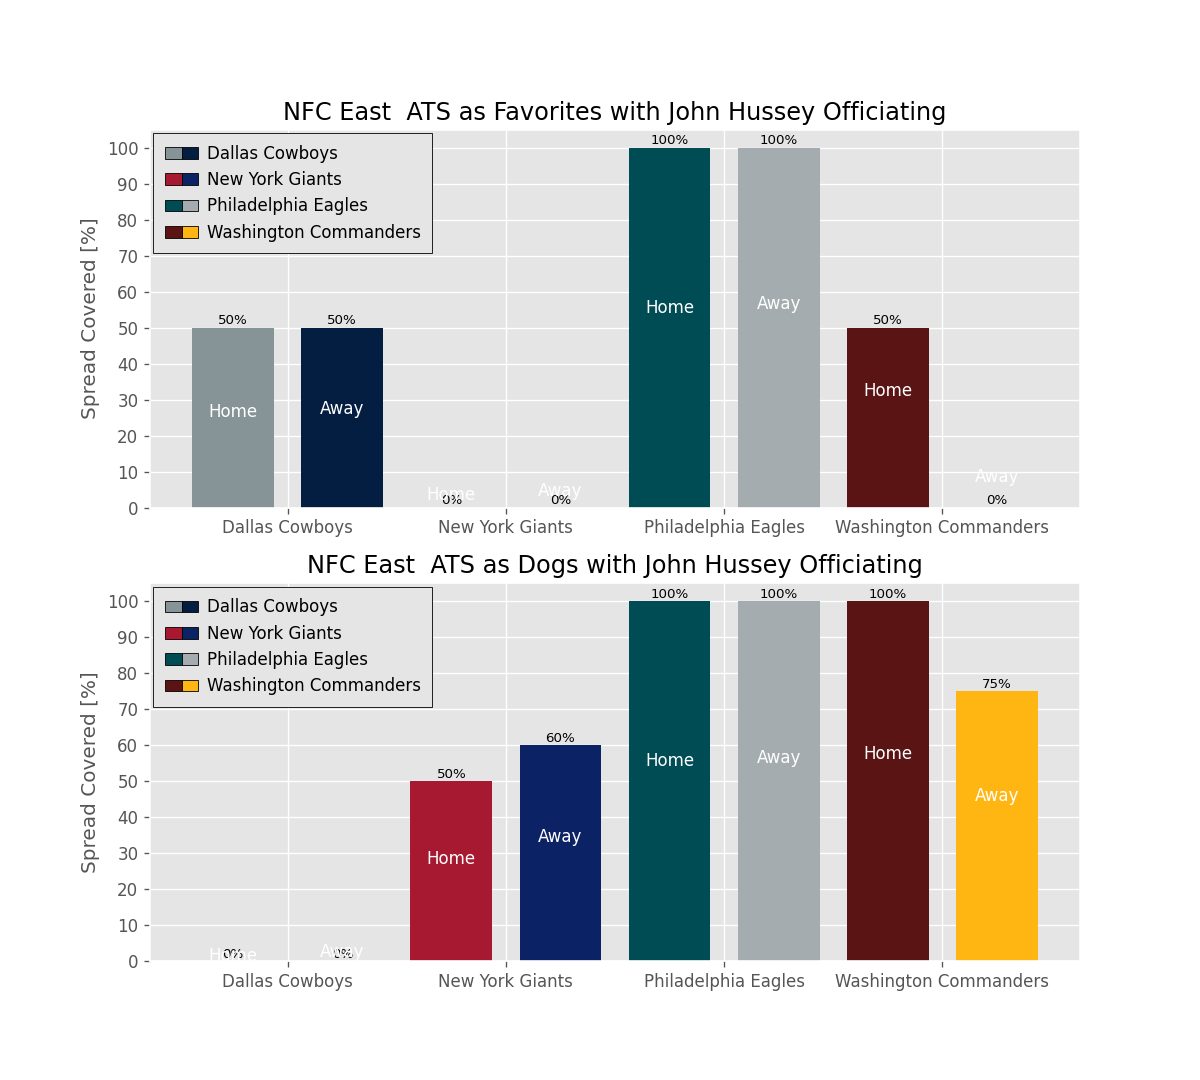 NFC East  ATS as Favorites with John Hussey Officiating
Spread Covered [%]
100
90
80
70
60
50
40
30
20
10
0
Dallas Cowboys
New York Giants
Philadelphia Eagles
Washington Commanders
50%
50%
0%
0%
100%
100%
50%
0%
Home
Away
Home
Away
Home
Away
Home
Away
Dallas Cowboys
New York Giants
Philadelphia Eagles
Washington Commanders
NFC East  ATS as Dogs with John Hussey Officiating
Spread Covered [%]
100
90
80
70
60
50
40
30
20
10
0
Dallas Cowboys
New York Giants
Philadelphia Eagles
Washington Commanders
0%
0%
50%
60%
100%
100%
100%
75%
Home
Away
Home
Away
Home
Away
Home
Away
Dallas Cowboys
New York Giants
Philadelphia Eagles
Washington Commanders